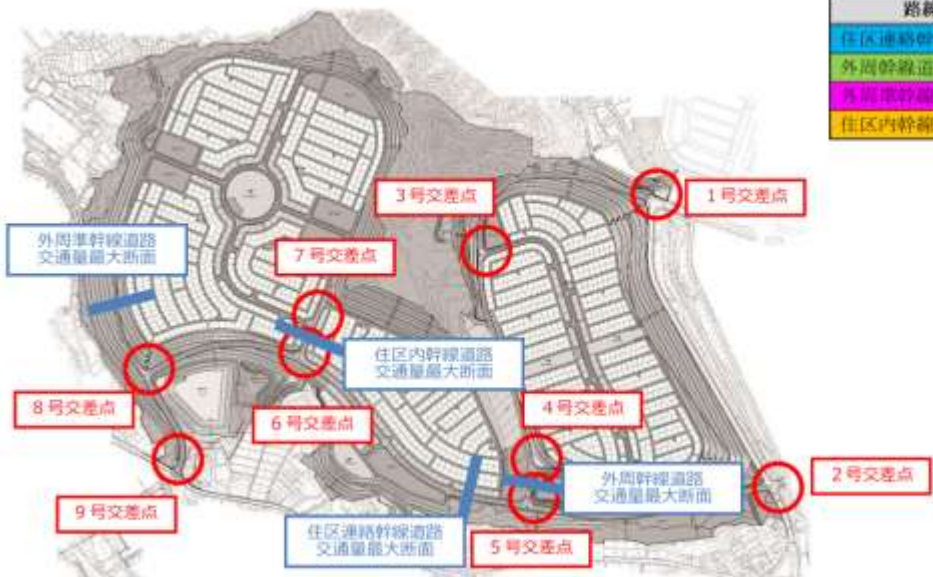 路線
住区連絡幹
外周幹線道
外周準幹線
住区内幹線
3号交差点
1号交差点
外周準幹線道路
交通量最大断面
7号交差点
住区内幹線道路
交通量最大断面
8号交差点
6号交差点
4号交差点
外周幹線道路
交通量最大断面
2号交差点
9号交差点
住区連絡幹線道路
交通量最大断面
5号交差点